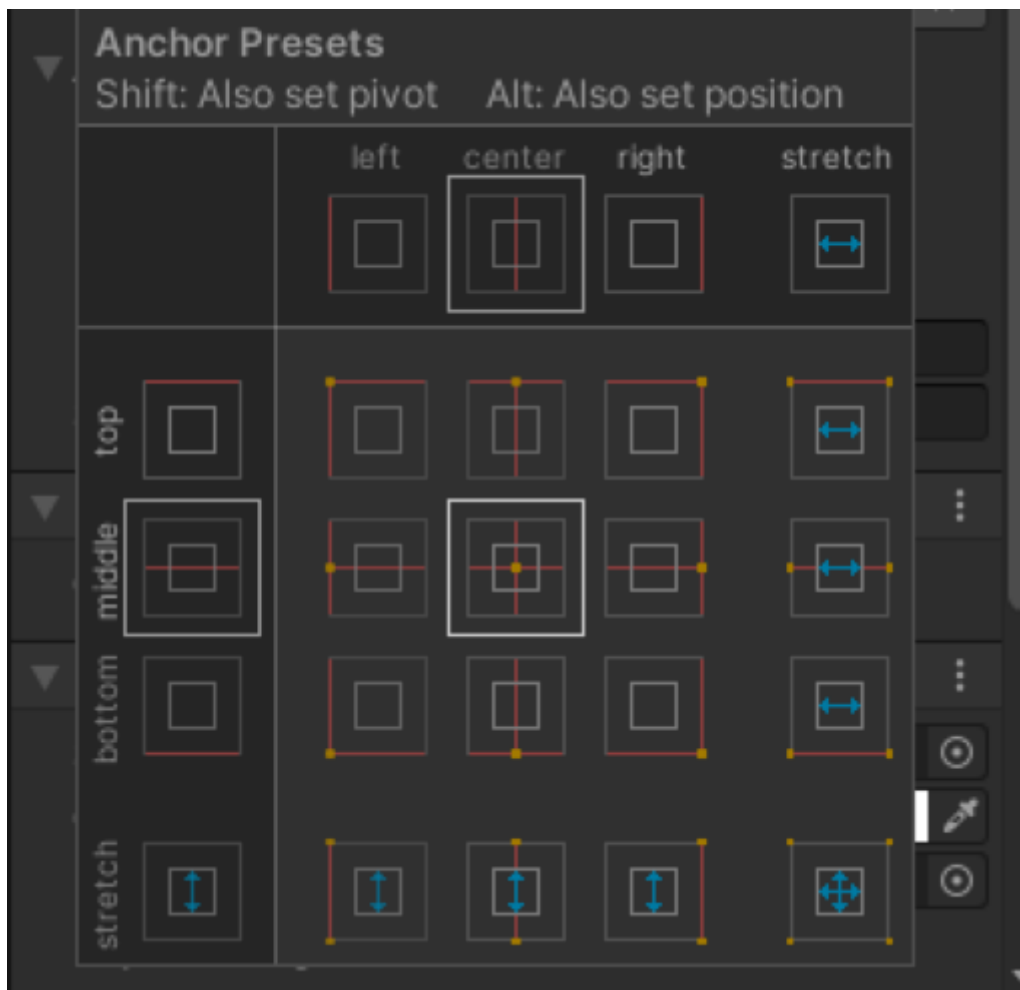 Anchor Presets
Shift: Also set pivot Alt: Also set position
left center right stretch
top
middle
bottom
stretch